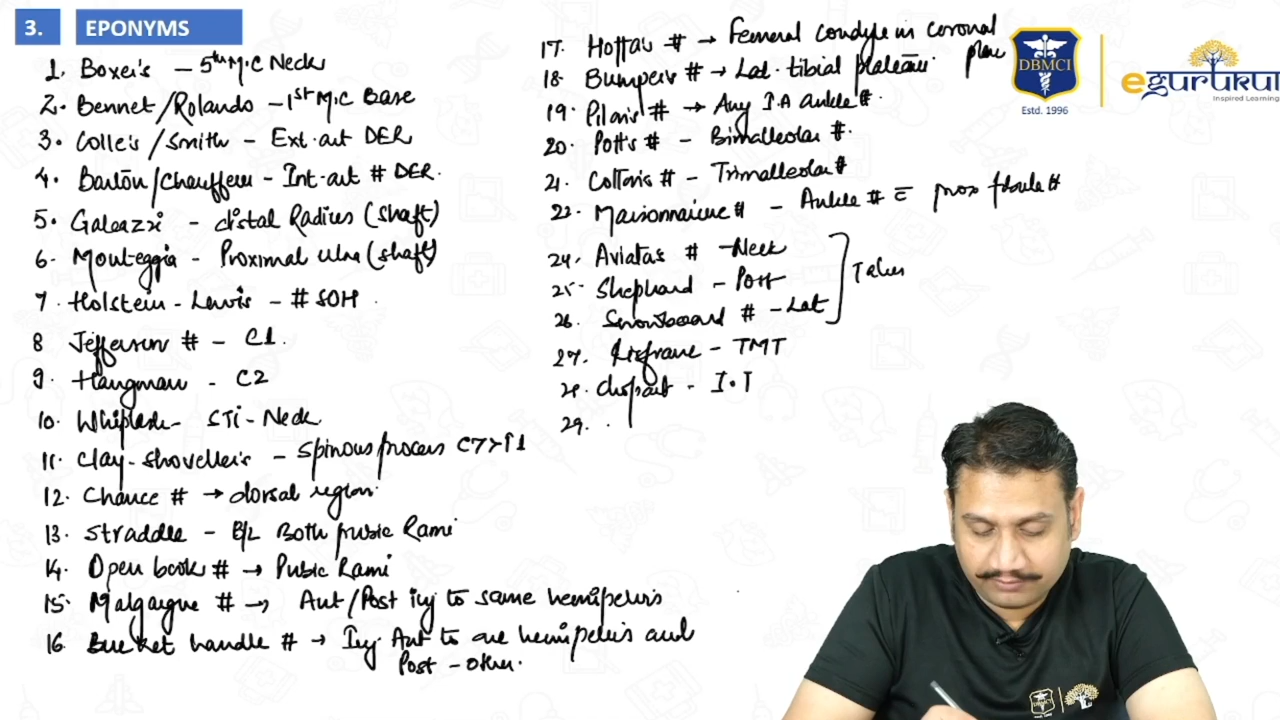 3. EPONYMS
1. Boxer's – 5th M.C Neck
2. Bennet/Rolando – 1st M.C Base
3. Colle's/Smith – Ext. art DER
4. Barton/Chauffeur – Int. art # DER.
5. Galeazzi – distal Radius (shaft)
6. Monteggia – Proximal ulna (shaft)
7. Holstein – Lewis – # SOH
8 Jefferson # – C1.
9. Hangman – C2
10. Whiplash – STi – Neck
11. Clay-shoveller's – Spinous process C7>T1
12. Chance # → dorsal region.
13. Straddle – B/L Both pubic Rami
14. Open book # → Pubic Rami
15. Malgaigne # → Ant/Post inj to same hemipelvis
16. Bucket handle # → Inj Ant to one hemipelvis and
Post – other.
17. Hoffa's # → Femeral condyle in coronal
plane
18. Bumper's # → Lat. tibial plateau.
19. Pilon's # → Any I.A ankle #.
20. Pott's # – Bimalleolar #.
21. Cotton's # – Trimalleolar #
22. Maisonnaieve # – Ankle # c̄ prox fibula #
24. Aviator's # – Neck
25. Shephard – Post
26. Snowboard # – Lat
Talus
27. Lisfranc – TMT
28. Chopart – I.T
29.
DBMCI
Estd. 1996
egurukul
Inspired Learning